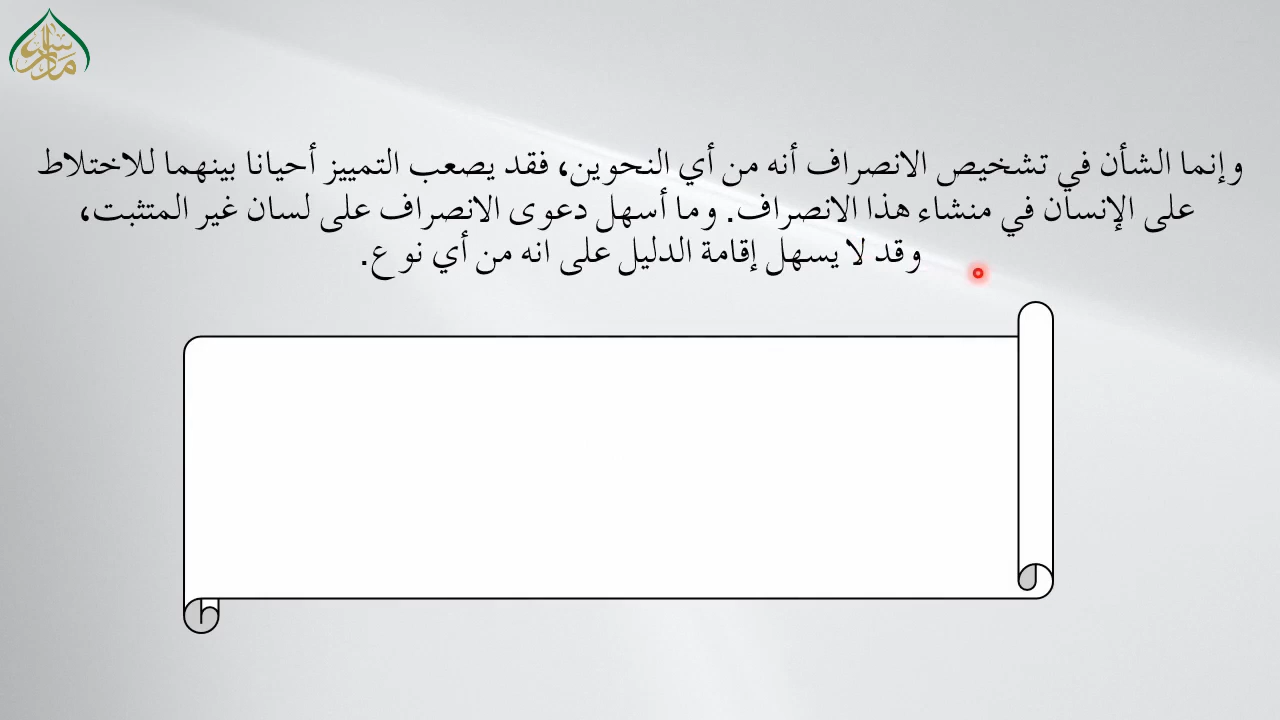 وإنما الشأن في تشخيص الانصراف أنه من أي النحوين، فقد يصعب التمييز أحيانا بينهما للاختلاط
على الإنسان في منشاء هذا الانصراف. وما أسهل دعوى الانصراف على لسان غير المتثبت،
وقد لا يسهل إقامة الدليل على انه من أي نوع.